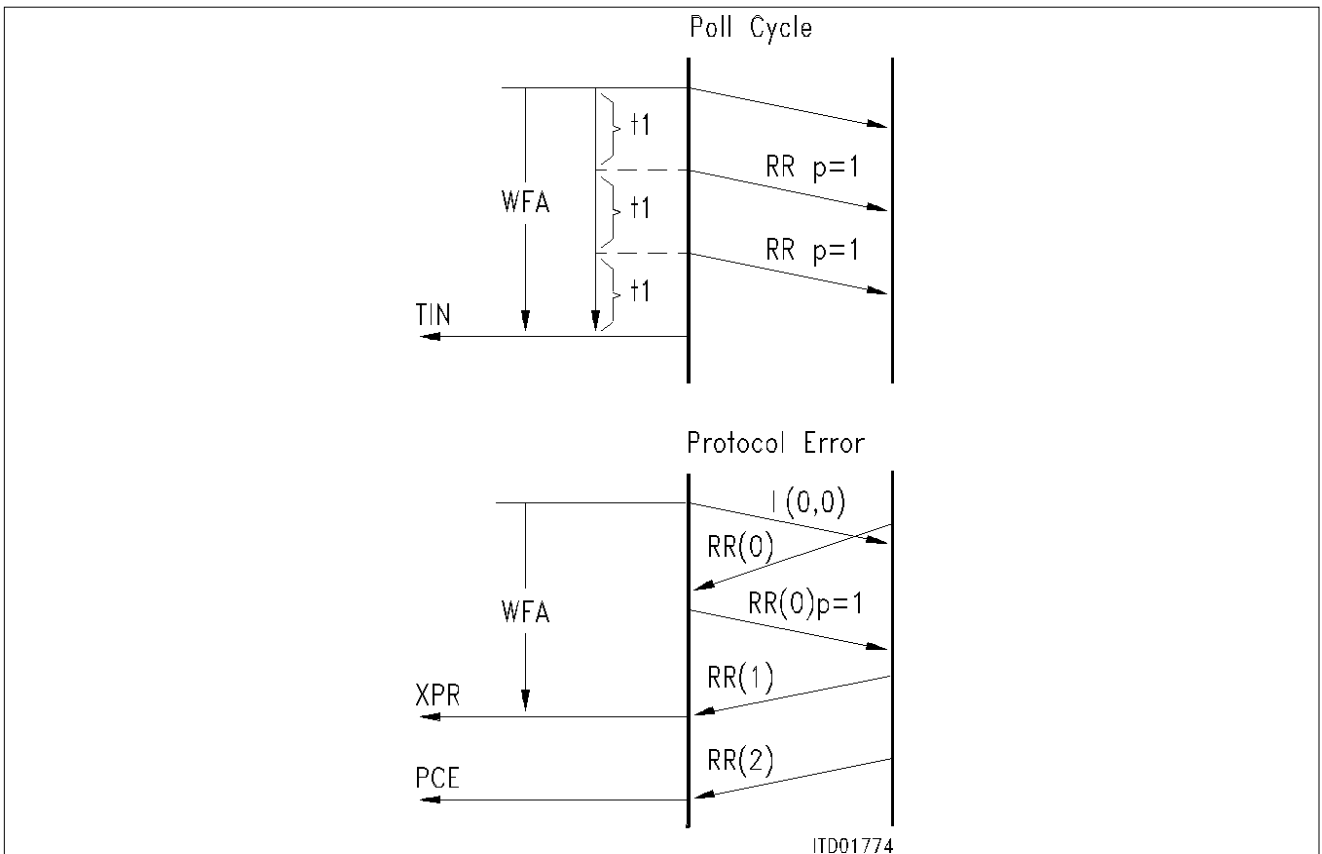 Poll Cycle
t1
RR p=1
WFA
t1
RR p=1
t1
TIN
Protocol Error
I(0,0)
RR(0)
RR(0)p=1
WFA
RR(1)
XPR
RR(2)
PCE
ITD01774